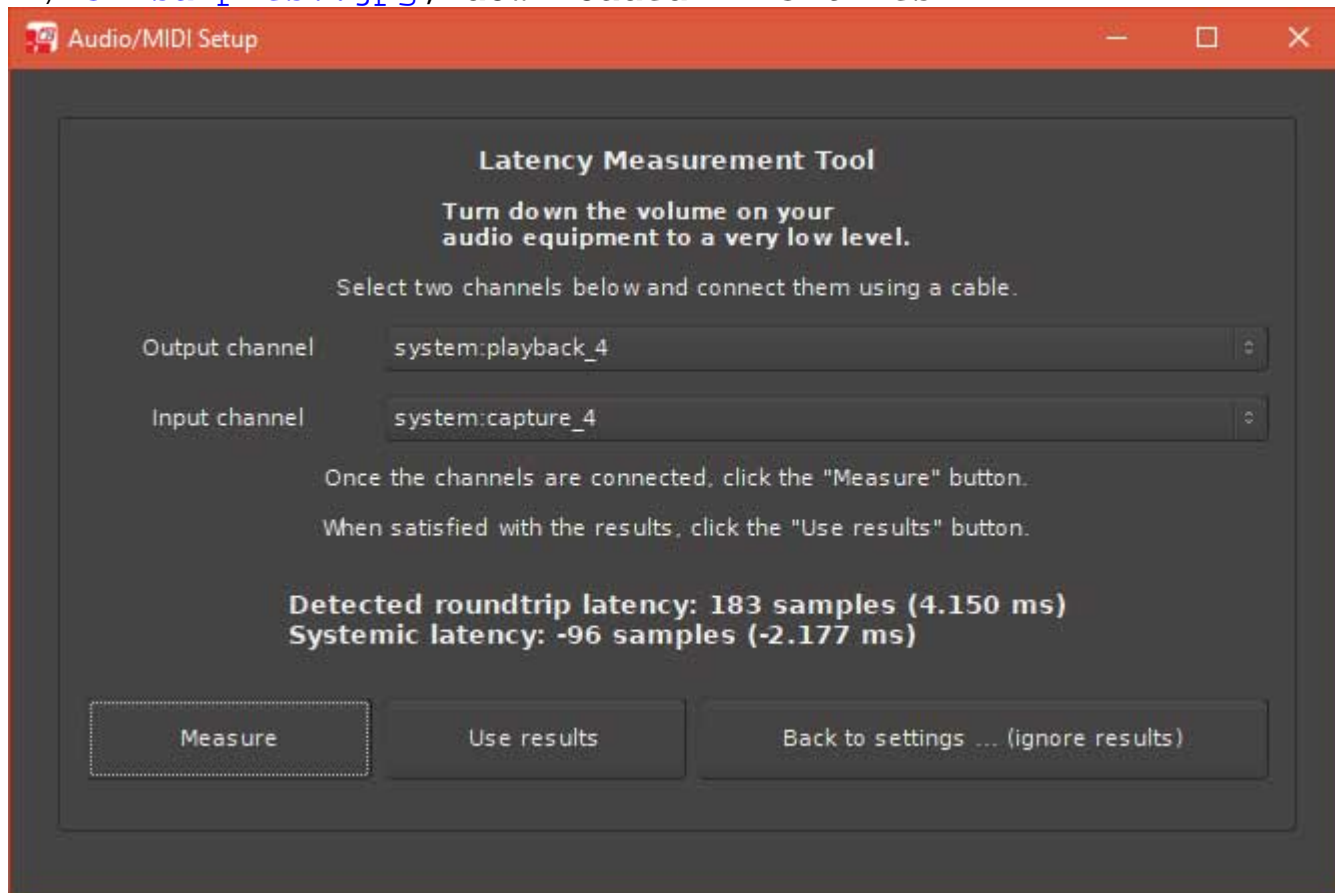 Audio/MIDI Setup
Latency Measurement Tool
Turn down the volume on your
audio equipment to a very low level.
Select two channels below and connect them using a cable.
Output channel system:playback_4
Input channel system:capture_4
Once the channels are connected, click the "Measure" button.
When satisfied with the results, click the "Use results" button.
Detected roundtrip latency: 183 samples (4.150 ms)
Systemic latency: -96 samples (-2.177 ms)
Measure Use results Back to settings ... (ignore results)